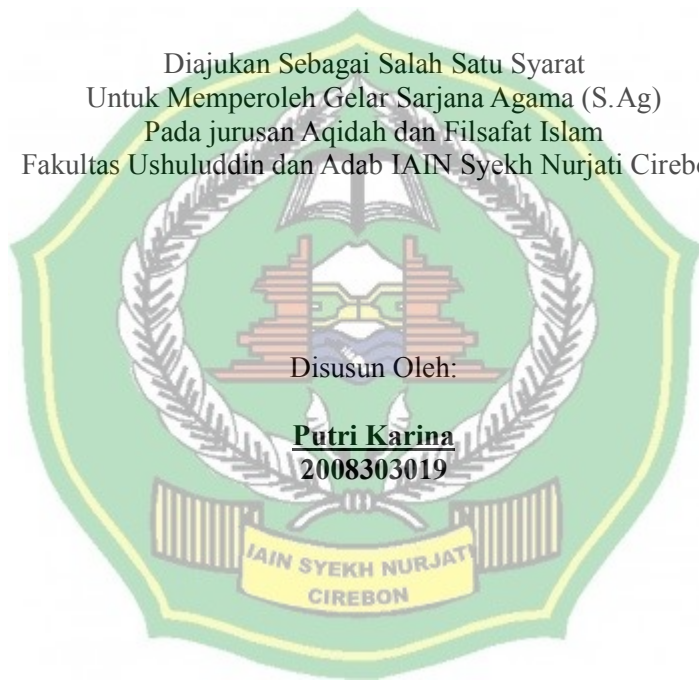 Diajukan Sebagai Salah Satu Syarat
Untuk Memperoleh Gelar Sarjana Agama (S.Ag)
Pada jurusan Aqidah dan Filsafat Islam
Fakultas Ushuluddin dan Adab IAIN Syekh Nurjati Cirebo
Disusun Oleh:
Putri Karina
2008303019
IAIN SYEKH NURJATI
CIREBON